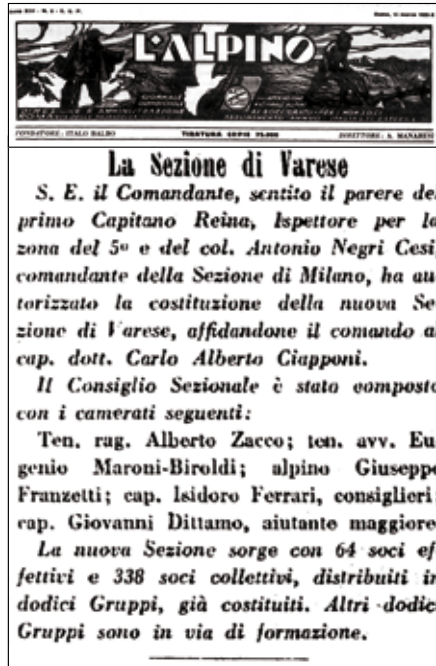 L'ALPINO
FONDATORE: ITALO BALBO TIRATURA COPIE 75.000 DIRETTORE: A. MANARESI
La Sezione di Varese
S. E. il Comandante, sentito il parere del
primo Capitano Reina, Ispettore per la
zona del 5º e del col. Antonio Negri Cesi,
comandante della Sezione di Milano, ha au
torizzato la costituzione della nuova Se
zione di Varese, affidandone il comando al
cap. dott. Carlo Alberto Ciapponi.
Il Consiglio Sezionale è stato composto
con i camerati seguenti:
Ten. rag. Alberto Zacco; ten. avv. Eu
genio Maroni-Biroldi; alpino Giuseppe
Franzetti; cap. Isidoro Ferrari, consiglieri;
cap. Giovanni Dittamo, aiutante maggiore.
La nuova Sezione sorge con 64 soci ef
fettivi e 338 soci collettivi, distribuiti in
dodici Gruppi, già costituiti. Altri dodici
Gruppi sono in via di formazione.